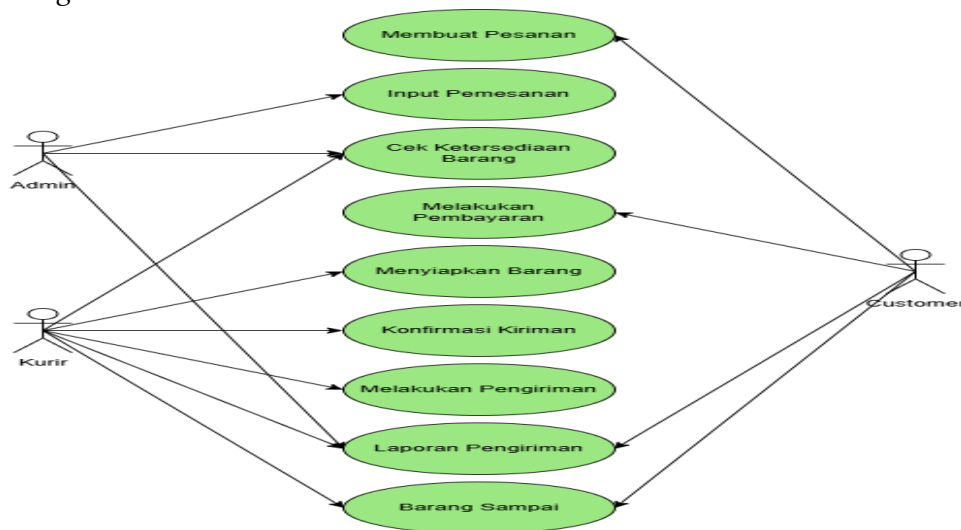 Membuat Pesanan
Input Pemesanan
Cek Ketersediaan
Barang
Admin
Melakukan
Pembayaran
Menyiapkan Barang
Customer
Konfirmasi Kiriman
Kurir
Melakukan Pengiriman
Laporan Pengiriman
Barang Sampai